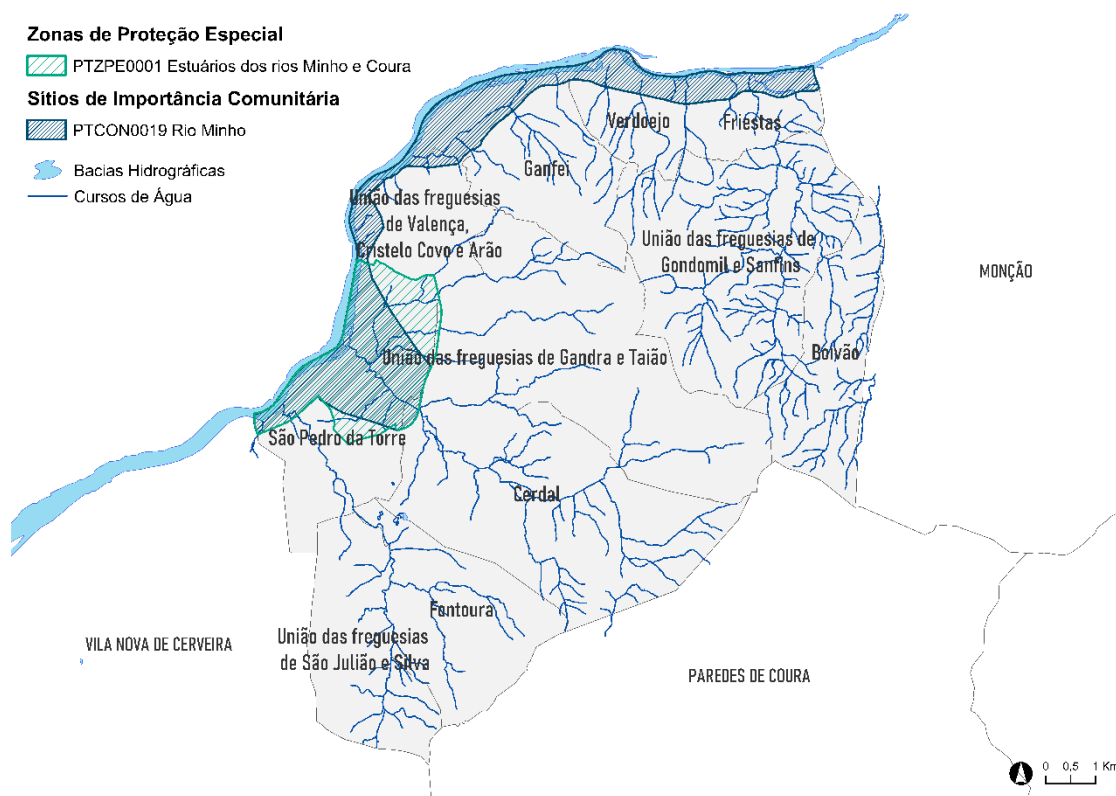 Zonas de Proteção Especial
PTZPE0001 Estuários dos rios Minho e Coura
Sítios de Importância Comunitária
PTCON0019 Rio Minho
Bacias Hidrográficas
Cursos de Água
Verdoejo
Friestas
Ganfei
União das freguesias
de Valença,
Cristelo Covo e Arão
União das freguesias de
Gondomil e Sanfins
MONÇÃO
Boivão
União das freguesias de Gandra e Taião
São Pedro da Torre
Cerdal
Fontoura
União das freguesias
de São Julião e Silva
VILA NOVA DE CERVEIRA
PAREDES DE COURA
0 0,5 1 Km